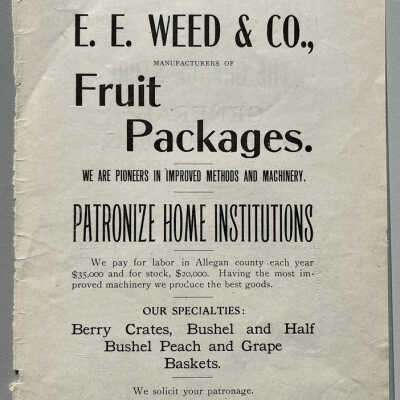 E. E. WEED & CO.,
MANUFACTURERS OF
Fruit
Packages.
WE ARE PIONEERS IN IMPROVED METHODS AND MACHINERY.
PATRONIZE HOME INSTITUTIONS
We pay for labor in Allegan county each year
$35,000 and for stock, $20,000. Having the most im-
proved machinery we produce the best goods.
OUR SPECIALTIES:
Berry Crates, Bushel and Half
Bushel Peach and Grape
Baskets.
We solicit your patronage.